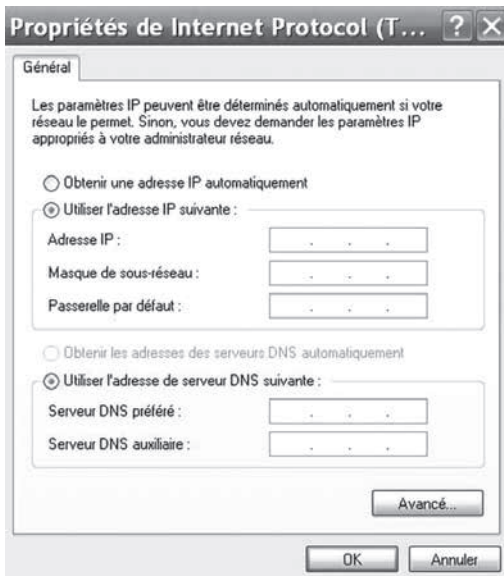 Propriétés de Internet Protocol (T... ? X
Général
Les paramètres IP peuvent être déterminés automatiquement si votre
réseau le permet. Sinon, vous devez demander les paramètres IP
appropriés à votre administrateur réseau.
Obtenir une adresse IP automatiquement
Utiliser l'adresse IP suivante :
Adresse IP : . . .
Masque de sous-réseau : . . .
Passerelle par défaut : . . .
Obtenir les adresses des serveurs DNS automatiquement
Utiliser l'adresse de serveur DNS suivante :
Serveur DNS préféré : . . .
Serveur DNS auxiliaire : . . .
Avancé...
OK Annuler